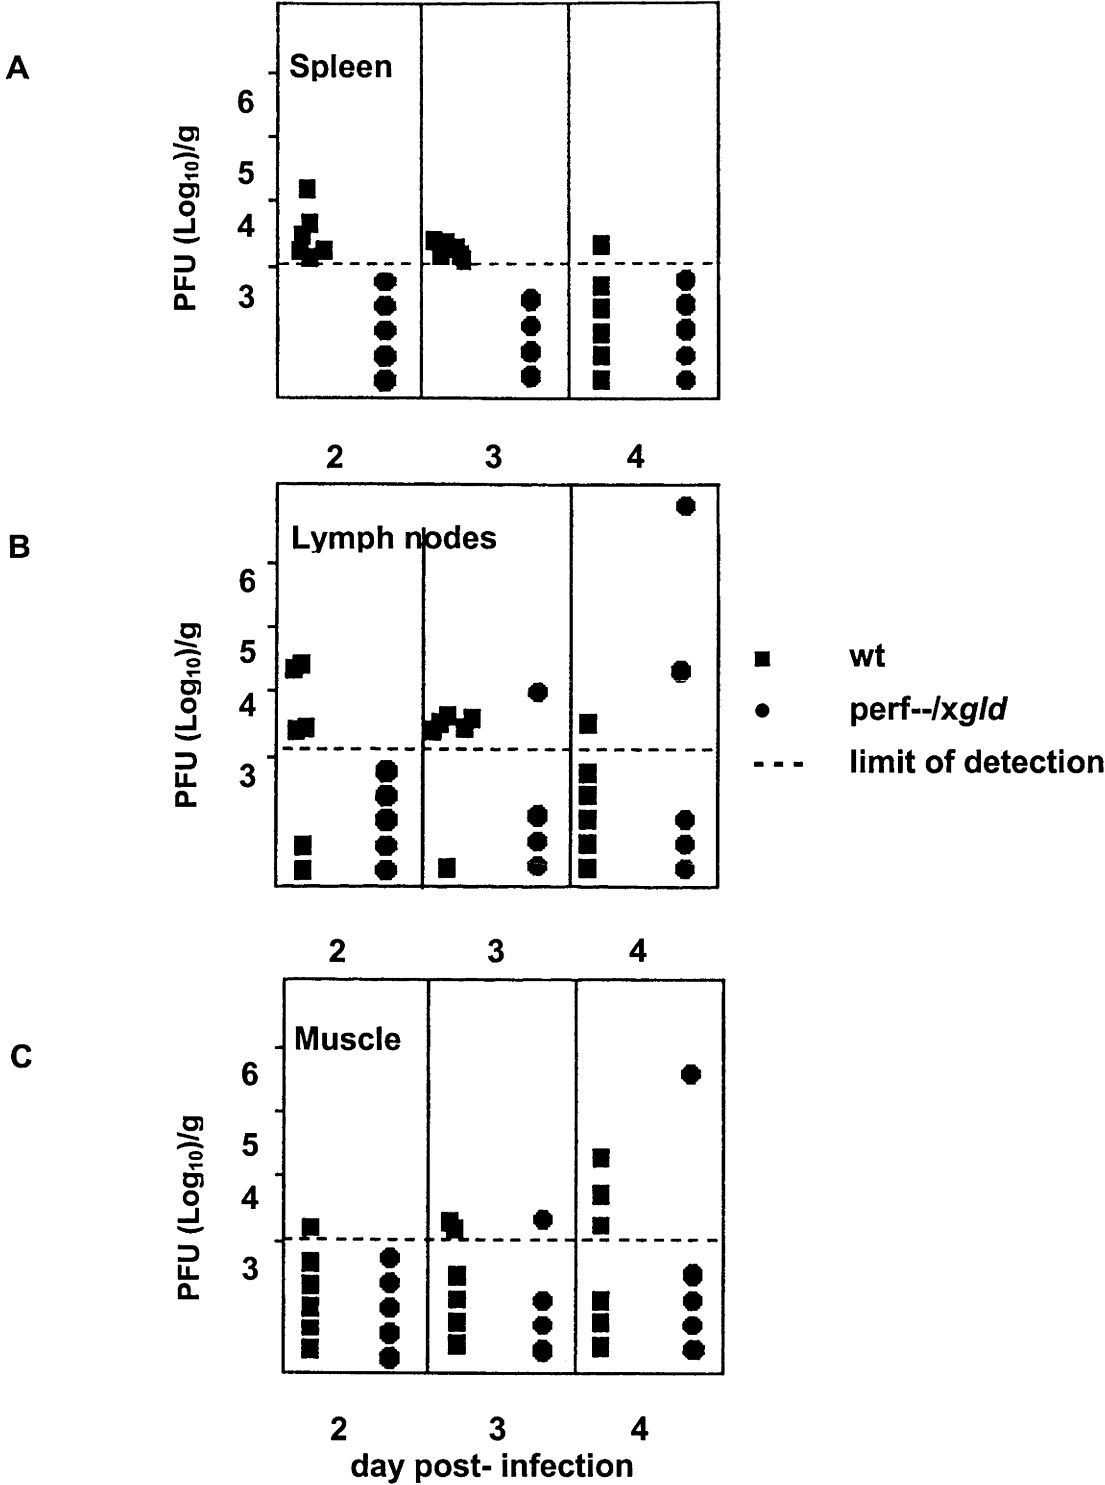 A
Spleen
6
5
4
3
PFU (Log₁₀)/g
2 3 4
B
Lymph nodes
6
5
4
3
PFU (Log₁₀)/g
wt
perf--/xgld
limit of detection
2 3 4
C
Muscle
6
5
4
3
PFU (Log₁₀)/g
2 3 4
day post- infection